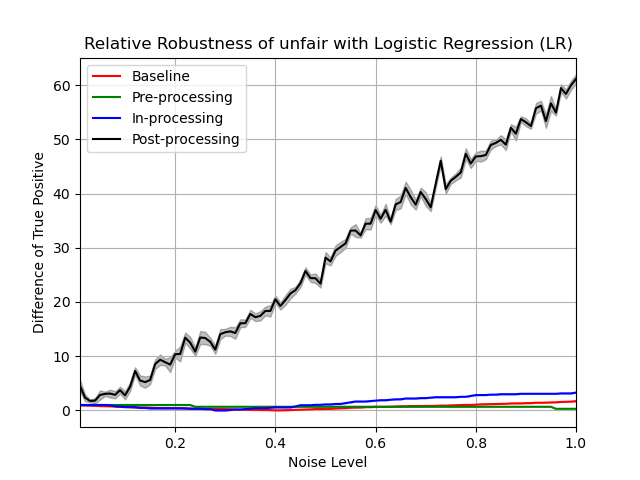 Relative Robustness of unfair with Logistic Regression (LR)
Baseline
Pre-processing
In-processing
Post-processing
60
50
40
30
20
10
0
Difference of True Positive
0.2 0.4 0.6 0.8 1.0
Noise Level